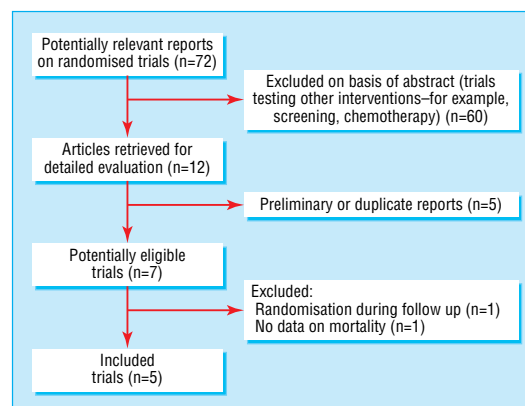 Potentially relevant reports
on randomised trials (n=72)
Excluded on basis of abstract (trials
testing other interventions–for example,
screening, chemotherapy) (n=60)
Articles retrieved for
detailed evaluation (n=12)
Preliminary or duplicate reports (n=5)
Potentially eligible
trials (n=7)
Excluded:
Randomisation during follow up (n=1)
No data on mortality (n=1)
Included
trials (n=5)